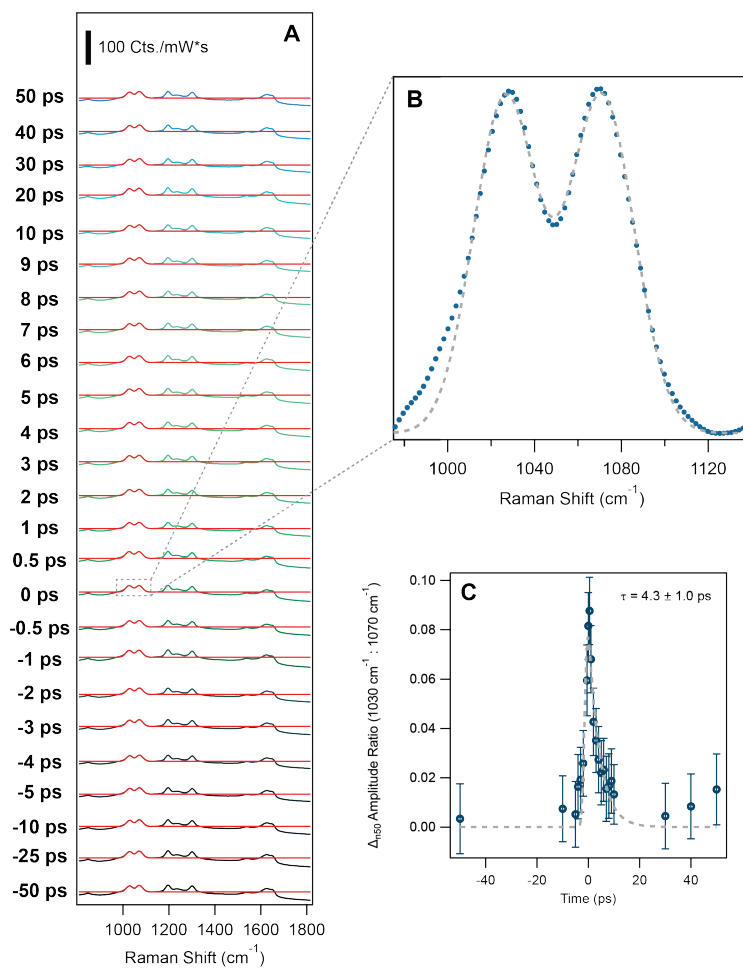 A
100 Cts./mW*s
50 ps
40 ps
30 ps
20 ps
10 ps
9 ps
8 ps
7 ps
6 ps
5 ps
4 ps
3 ps
2 ps
1 ps
0.5 ps
0 ps
-0.5 ps
-1 ps
-2 ps
-3 ps
-4 ps
-5 ps
-10 ps
-25 ps
-50 ps
1000 1200 1400 1600 1800
Raman Shift (cm⁻¹)
B
1000 1040 1080 1120
Raman Shift (cm⁻¹)
C
τ = 4.3 ± 1.0 ps
0.10
0.08
0.06
0.04
0.02
0.00
Δn50 Amplitude Ratio (1030 cm⁻¹ : 1070 cm⁻¹)
-40 -20 0 20 40
Time (ps)